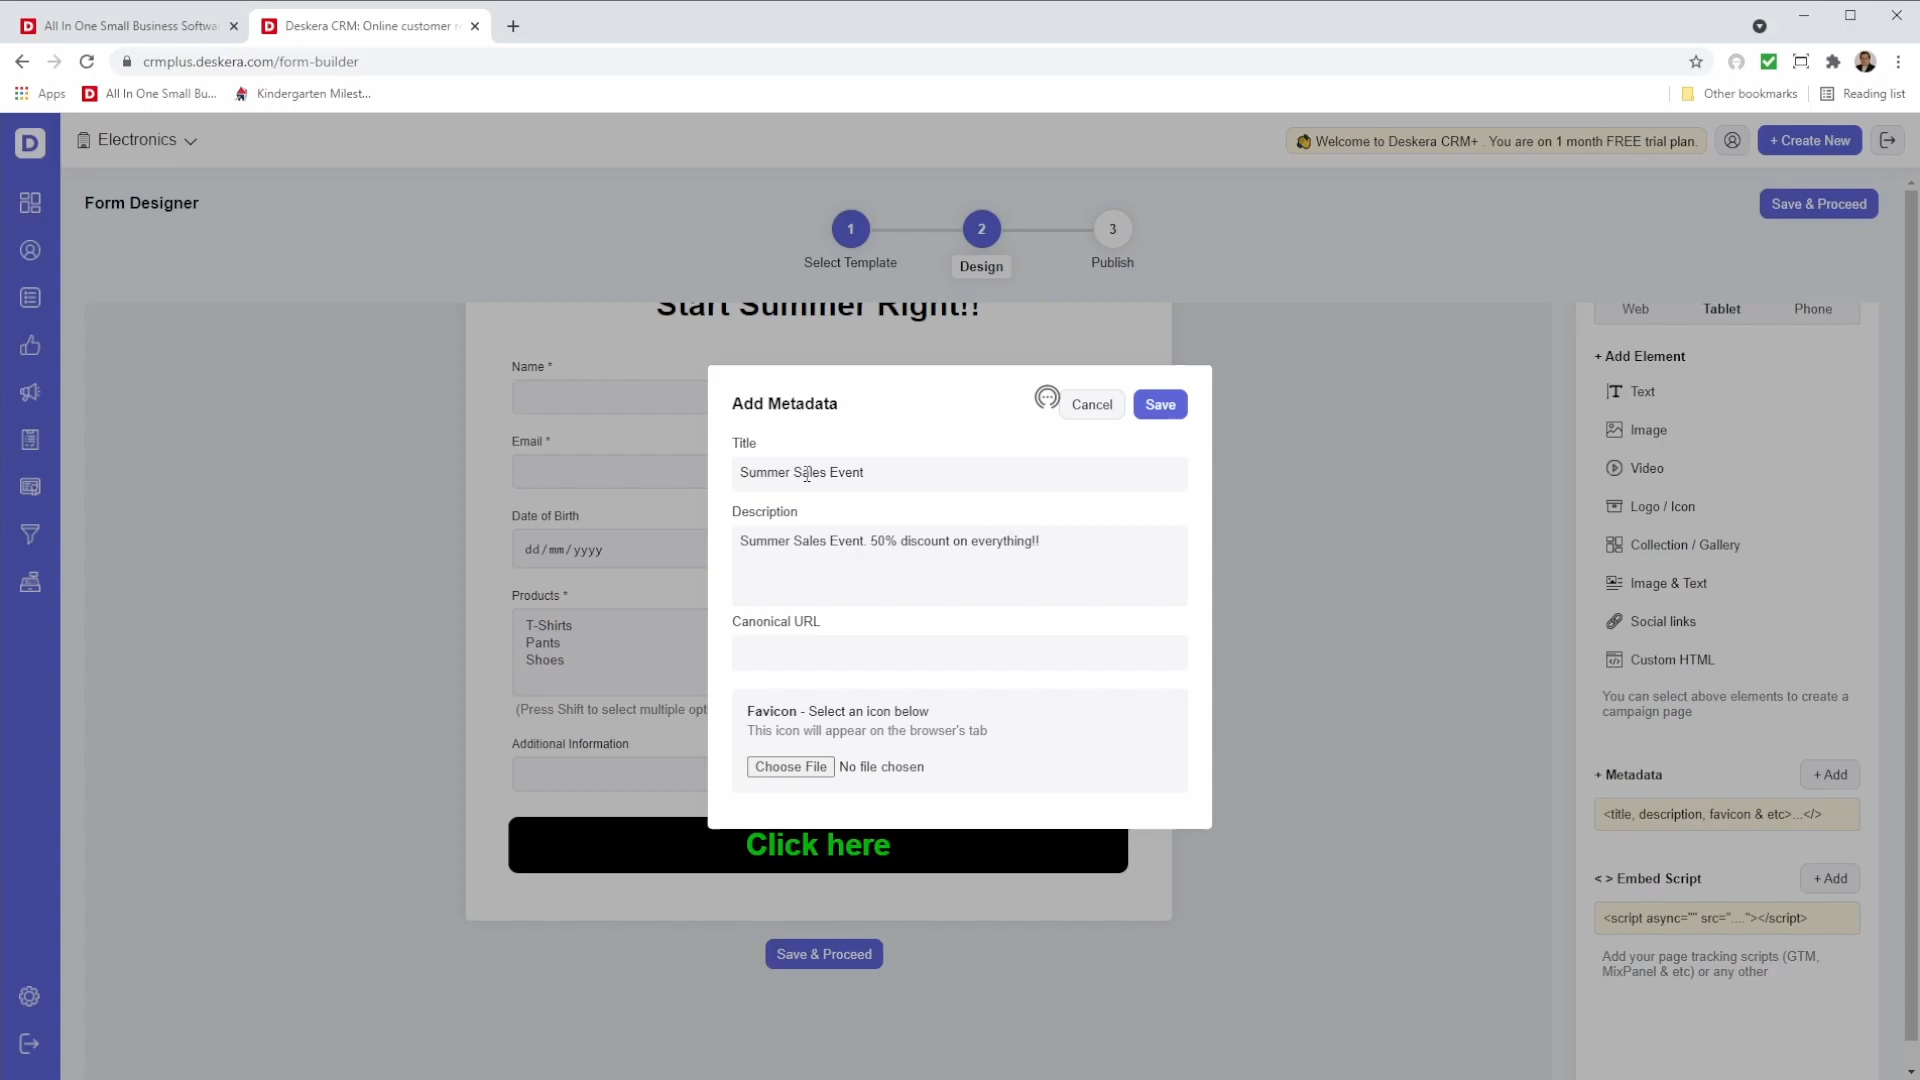 All In One Small Business Softwa
Deskera CRM: Online customer r
crmplus.deskera.com/form-builder
Apps
All In One Small Bu...
Kindergarten Milest...
Other bookmarks
Reading list
D
Electronics
Welcome to Deskera CRM+ . You are on 1 month FREE trial plan.
+ Create New
Form Designer
Save & Proceed
1
2
3
Select Template
Design
Publish
Start Summer Right!!
Web
Tablet
Phone
Name *
Email *
Date of Birth
dd/mm/yyyy
Products *
T-Shirts
Pants
Shoes
(Press Shift to select multiple opt
Additional Information
Click here
Save & Proceed
Add Metadata
Cancel
Save
Title
Summer Sales Event
Description
Summer Sales Event. 50% discount on everything!!
Canonical URL
Favicon - Select an icon below
This icon will appear on the browser's tab
Choose File No file chosen
+ Add Element
Text
Image
Video
Logo / Icon
Collection / Gallery
Image & Text
Social links
Custom HTML
You can select above elements to create a
campaign page
+ Metadata
+ Add
<title, description, favicon & etc>...</>
< > Embed Script
+ Add
<script async="" src="...."></script>
Add your page tracking scripts (GTM,
MixPanel & etc) or any other